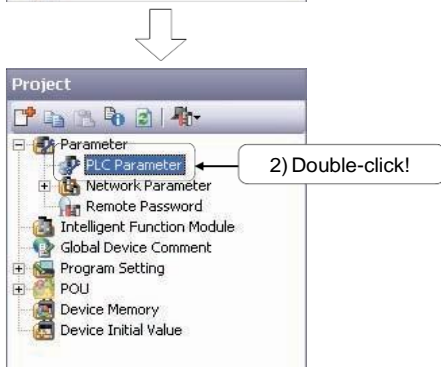 Project
Parameter
PLC Parameter
2) Double-click!
Network Parameter
Remote Password
Intelligent Function Module
Global Device Comment
Program Setting
POU
Device Memory
Device Initial Value